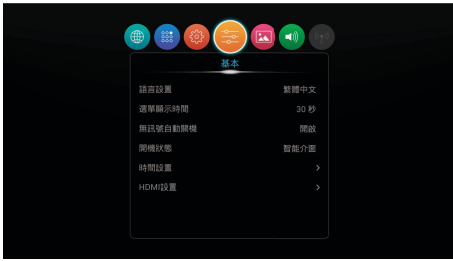 基本
語言設置 繁體中文
選單顯示時間 30 秒
無訊號自動關機 開啟
開機狀態 智能介面
時間設置
HDMI設置